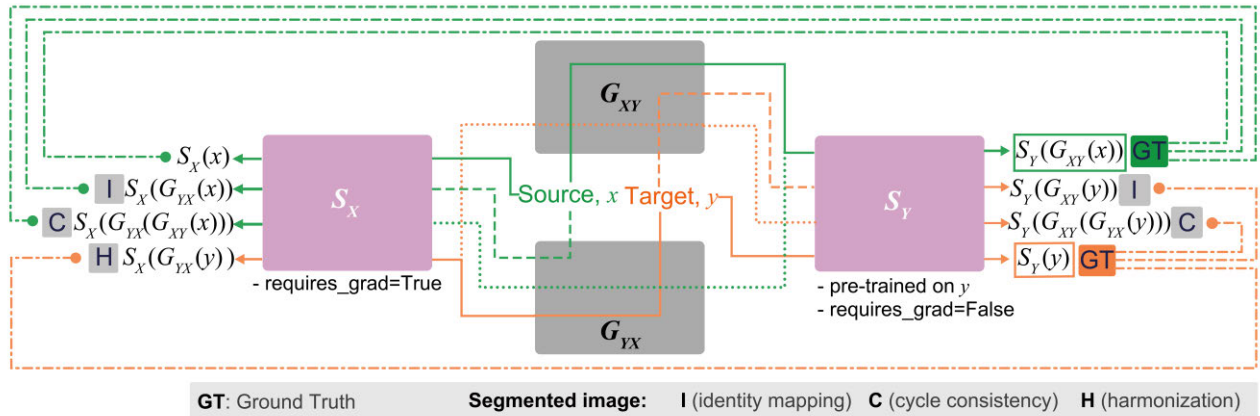 G_XY
S_X(x)
I S_X(G_YX(x))
C S_X(G_YX(G_XY(x)))
H S_X(G_YX(y))
S_X
- requires_grad=True
Source, x Target, y
G_YX
S_Y
- pre-trained on y
- requires_grad=False
S_Y(G_XY(x)) GT
S_Y(G_XY(y)) I
S_Y(G_XY(G_YX(y))) C
S_Y(y) GT
GT: Ground Truth Segmented image: I (identity mapping) C (cycle consistency) H (harmonization)